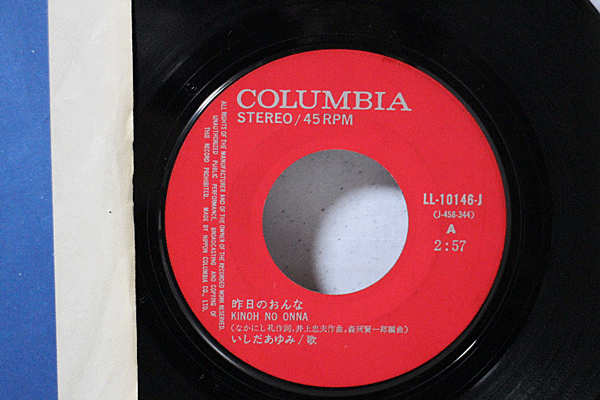 COLUMBIA
STEREO / 45 RPM
ALL RIGHTS OF THE MANUFACTURER AND OF THE OWNER OF THE RECORDED WORK RESERVED.
UNAUTHORIZED PUBLIC PERFORMANCE, BROADCASTING AND COPYING OF
THIS RECORD PROHIBITED. MADE BY NIPPON COLUMBIA CO., LTD.
LL-10146-J
(J-458-344)
A
2:57
昨日のおんな
KINOH NO ONNA
(なかにし礼作詞, 井上忠夫作曲, 森岡賢一郎編曲)
いしだあゆみ / 歌